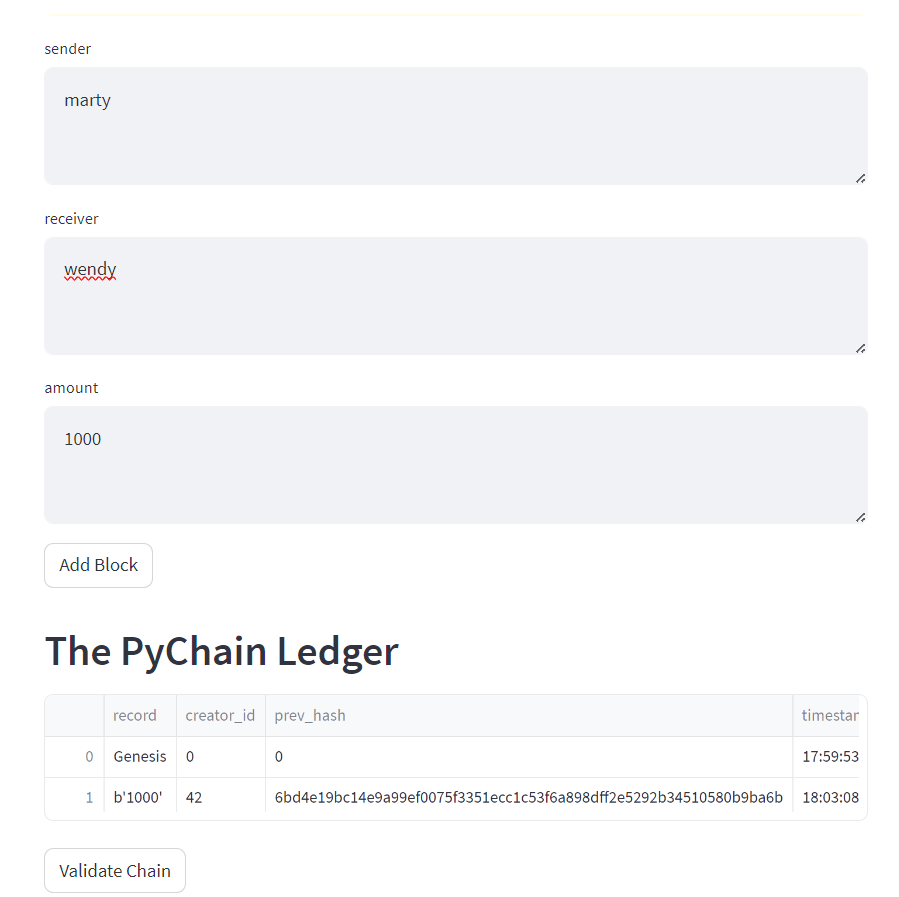 sender
marty
receiver
wendy
amount
1000
Add Block
The PyChain Ledger
record creator_id prev_hash timestan
0 Genesis 0 0 17:59:53
1 b'1000' 42 6bd4e19bc14e9a99ef0075f3351ecc1c53f6a898dff2e5292b34510580b9ba6b 18:03:08
Validate Chain